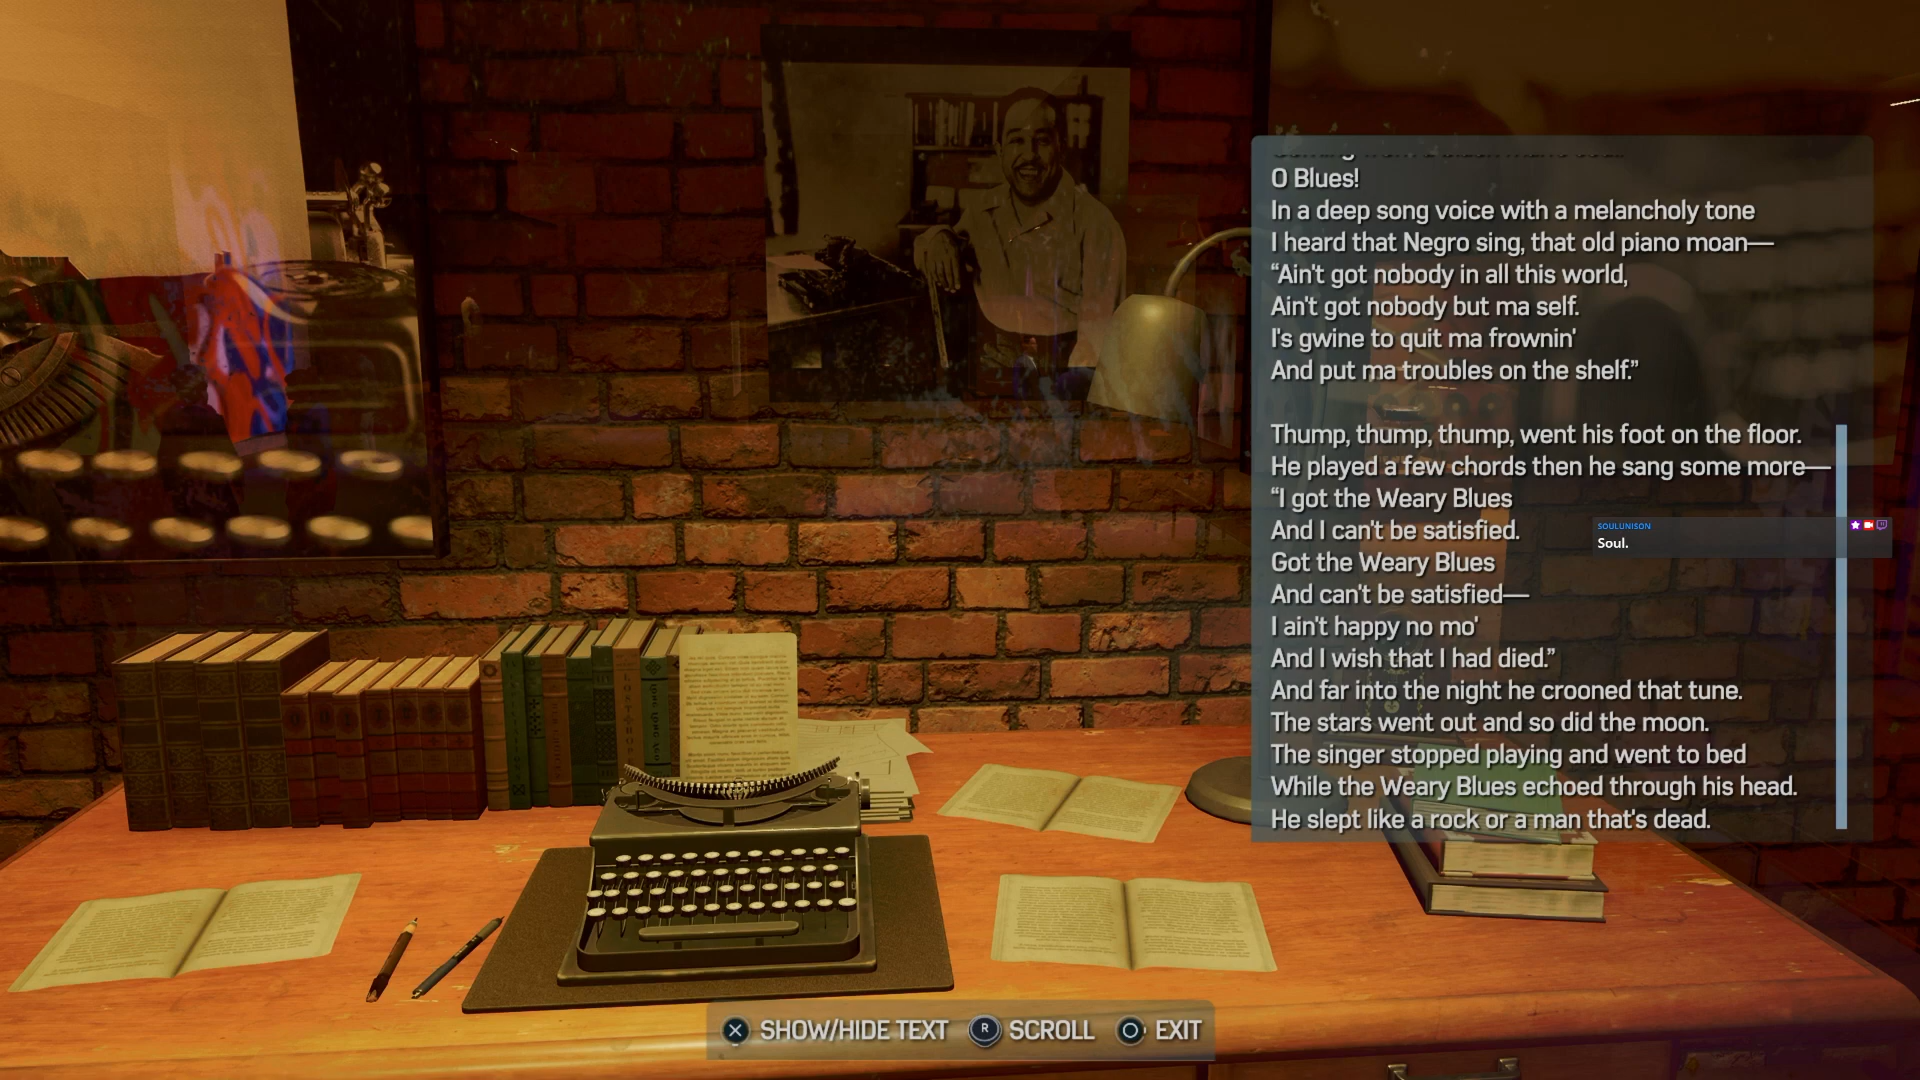 O Blues!
In a deep song voice with a melancholy tone
I heard that Negro sing, that old piano moan—
“Ain't got nobody in all this world,
Ain't got nobody but ma self.
I's gwine to quit ma frownin'
And put ma troubles on the shelf.”
Thump, thump, thump, went his foot on the floor.
He played a few chords then he sang some more—
“I got the Weary Blues
And I can't be satisfied.
Got the Weary Blues
And can't be satisfied—
I ain't happy no mo'
And I wish that I had died.”
And far into the night he crooned that tune.
The stars went out and so did the moon.
The singer stopped playing and went to bed
While the Weary Blues echoed through his head.
He slept like a rock or a man that's dead.
SOULUNISON
Soul.
SHOW/HIDE TEXT
R
SCROLL
EXIT